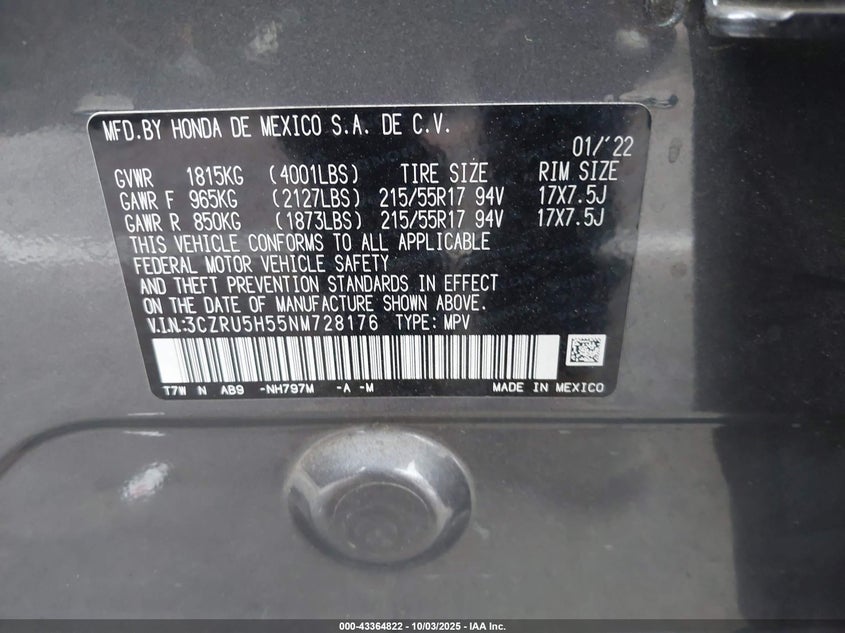 MFD.BY HONDA DE MEXICO S.A. DE C.V.
01/'22
GVWR 1815KG (4001LBS) TIRE SIZE RIM SIZE
GAWR F 965KG (2127LBS) 215/55R17 94V 17X7.5J
GAWR R 850KG (1873LBS) 215/55R17 94V 17X7.5J
THIS VEHICLE CONFORMS TO ALL APPLICABLE
FEDERAL MOTOR VEHICLE SAFETY
AND THEFT PREVENTION STANDARDS IN EFFECT
ON THE DATE OF MANUFACTURE SHOWN ABOVE.
V.I.N.:3CZRU5H55NM728176 TYPE: MPV
T7W N AB9 -NH797M -A -M MADE IN MEXICO
000-43364822 - 10/03/2025 - IAA Inc.